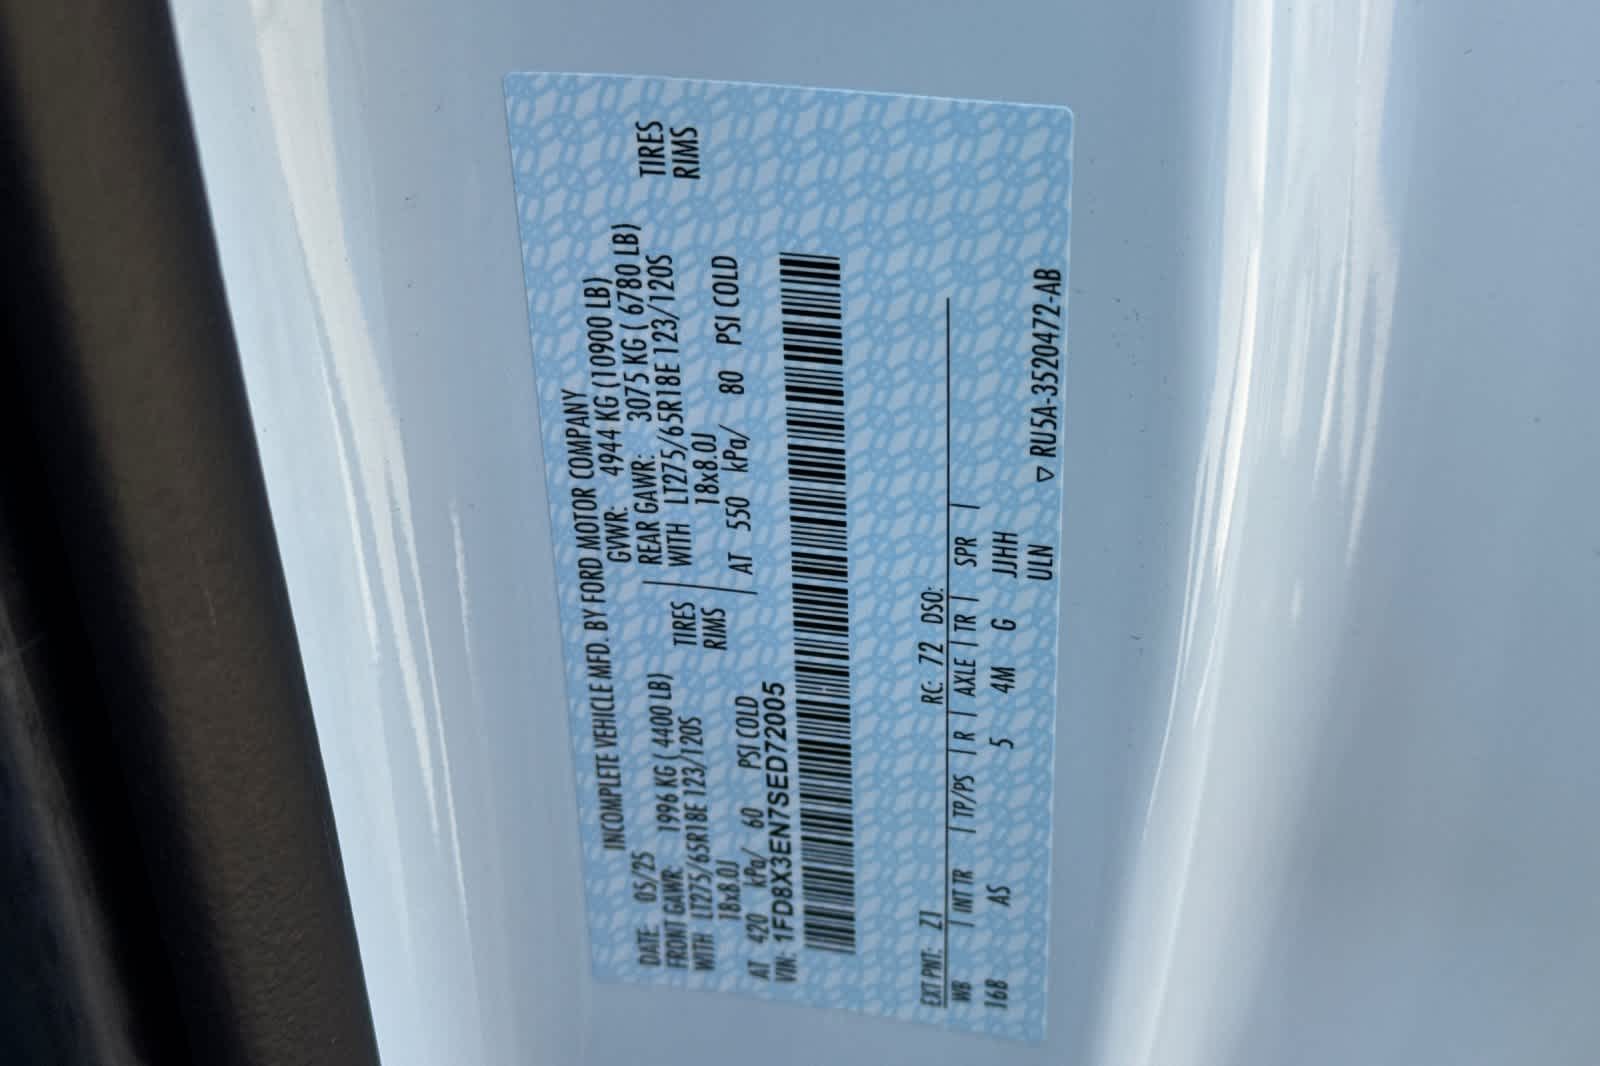 INCOMPLETE VEHICLE MFD. BY FORD MOTOR COMPANY
DATE: 05/25 GVWR: 4944 KG (10900 LB)
FRONT GAWR: 1996 KG ( 4400 LB) REAR GAWR: 3075 KG ( 6780 LB)
WITH LT275/65R18E 123/120S TIRES WITH LT275/65R18E 123/120S TIRES
18x8.0J RIMS 18x8.0J RIMS
AT 420 kPa/ 60 PSI COLD AT 550 kPa/ 80 PSI COLD
VIN: 1FD8X3EN7SED72005
EXT PNT: Z1 RC: 72 DSO:
WB | INT TR | TP/PS | R | AXLE | TR | SPR |
168 AS 5 4M G JJHH
ULN ▽ RU5A-3520472-AB